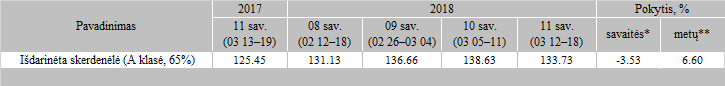 Pavadinimas 2017 2018 Pokytis, %
11 sav. 08 sav. 09 sav. 10 sav. 11 sav. savaitės* metų**
(03 13–19) (02 12–18) (02 26–03 04) (03 05–11) (03 12–18)
Išdarinėta skerdenėlė (A klasė, 65%) 125.45 131.13 136.66 138.63 133.73 -3.53 6.60